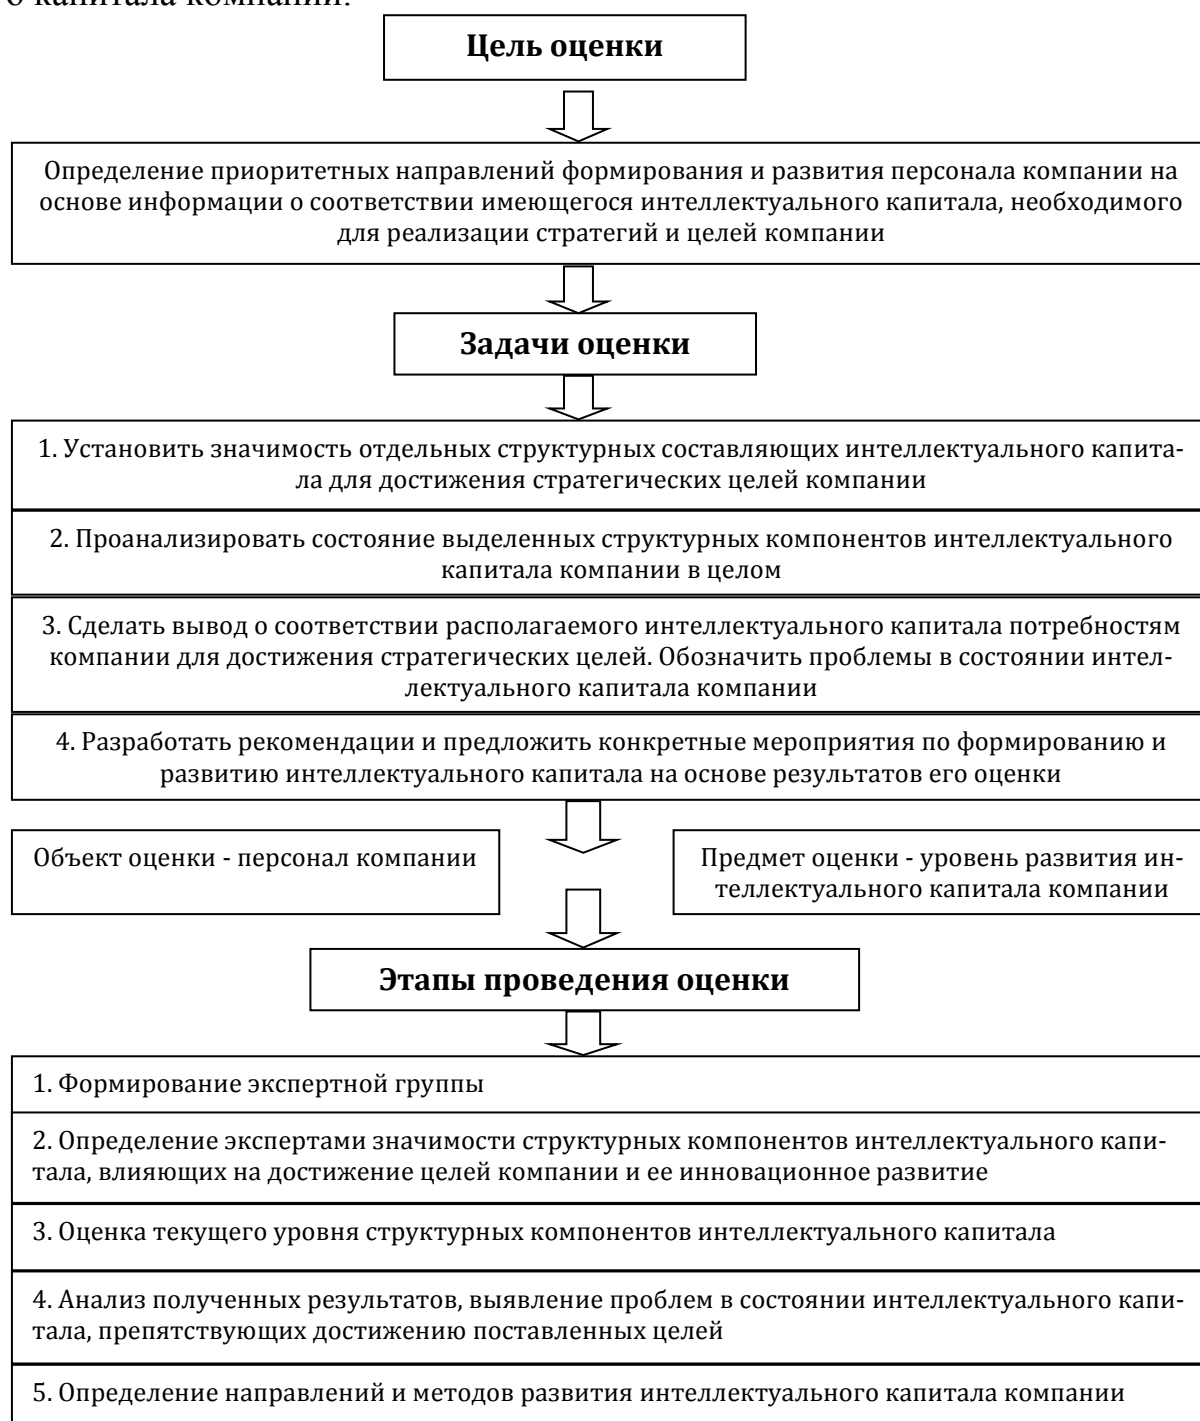 о капитала компании.
Цель оценки
Определение приоритетных направлений формирования и развития персонала компании на
основе информации о соответствии имеющегося интеллектуального капитала, необходимого
для реализации стратегий и целей компании
Задачи оценки
1. Установить значимость отдельных структурных составляющих интеллектуального капита-
ла для достижения стратегических целей компании
2. Проанализировать состояние выделенных структурных компонентов интеллектуального
капитала компании в целом
3. Сделать вывод о соответствии располагаемого интеллектуального капитала потребностям
компании для достижения стратегических целей. Обозначить проблемы в состоянии интел-
лектуального капитала компании
4. Разработать рекомендации и предложить конкретные мероприятия по формированию и
развитию интеллектуального капитала на основе результатов его оценки
Объект оценки - персонал компании
Предмет оценки - уровень развития ин-
теллектуального капитала компании
Этапы проведения оценки
1. Формирование экспертной группы
2. Определение экспертами значимости структурных компонентов интеллектуального капи-
тала, влияющих на достижение целей компании и ее инновационное развитие
3. Оценка текущего уровня структурных компонентов интеллектуального капитала
4. Анализ полученных результатов, выявление проблем в состоянии интеллектуального капи-
тала, препятствующих достижению поставленных целей
5. Определение направлений и методов развития интеллектуального капитала компании